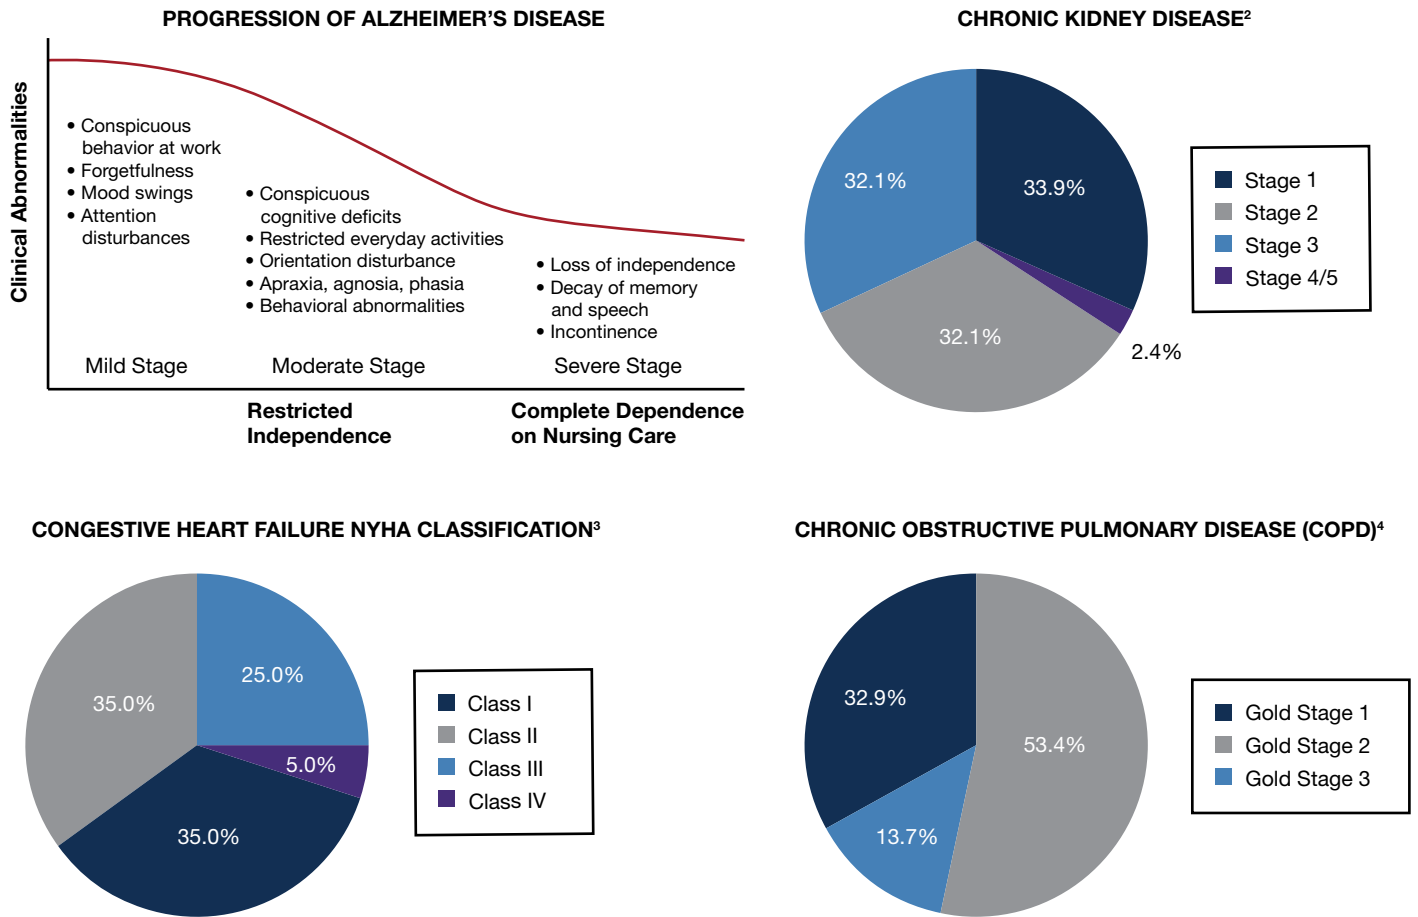 PROGRESSION OF ALZHEIMER’S DISEASE
Clinical Abnormalities
• Conspicuous
behavior at work
• Forgetfulness
• Mood swings
• Attention
disturbances
• Conspicuous
cognitive deficits
• Restricted everyday activities
• Orientation disturbance
• Apraxia, agnosia, phasia
• Behavioral abnormalities
• Loss of independence
• Decay of memory
and speech
• Incontinence
Mild Stage
Moderate Stage
Severe Stage
Restricted
Independence
Complete Dependence
on Nursing Care
CHRONIC KIDNEY DISEASE²
32.1%
33.9%
32.1%
2.4%
Stage 1
Stage 2
Stage 3
Stage 4/5
CONGESTIVE HEART FAILURE NYHA CLASSIFICATION³
25.0%
35.0%
5.0%
35.0%
Class I
Class II
Class III
Class IV
CHRONIC OBSTRUCTIVE PULMONARY DISEASE (COPD)⁴
32.9%
53.4%
13.7%
Gold Stage 1
Gold Stage 2
Gold Stage 3